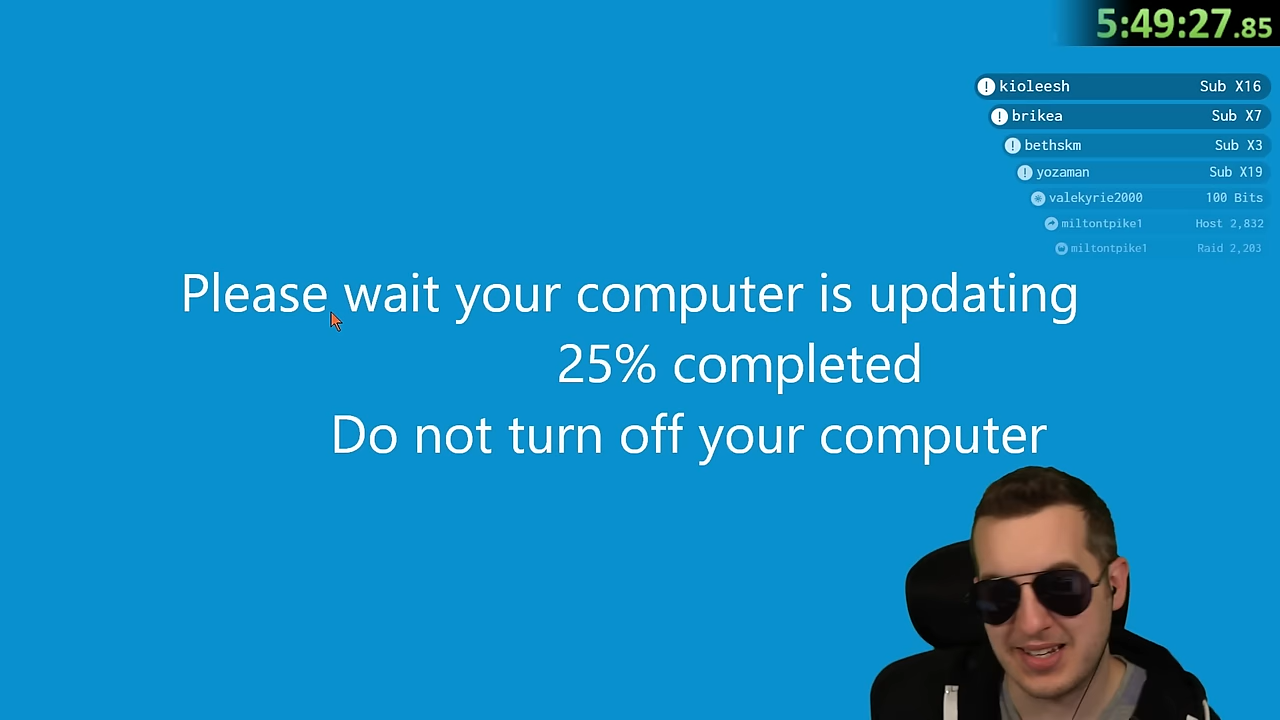 5:49:27.85
kioleesh Sub X16
brikea Sub X7
bethskm Sub X3
yozaman Sub X19
valekyrie2000 100 Bits
miltontpike1 Host 2,832
miltontpike1 Raid 2,203
Please wait your computer is updating
25% completed
Do not turn off your computer